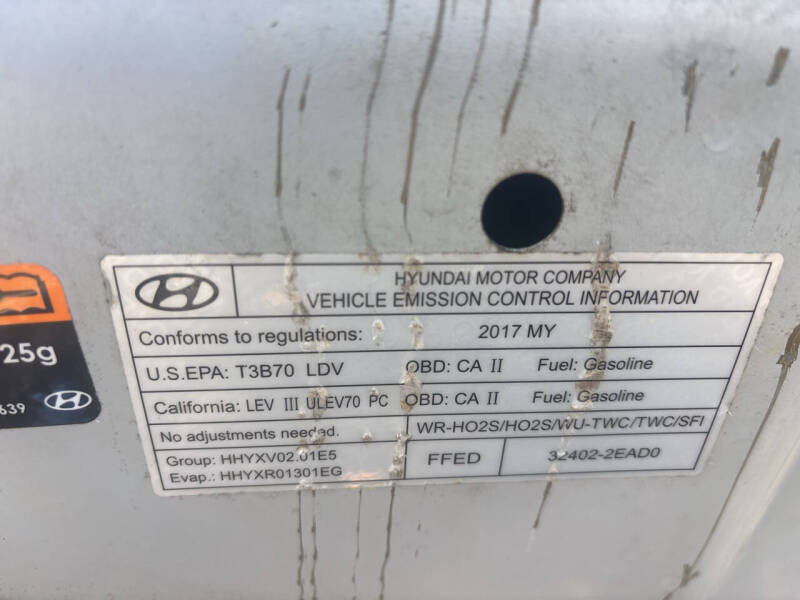 HYUNDAI MOTOR COMPANY
VEHICLE EMISSION CONTROL INFORMATION
Conforms to regulations: 2017 MY
U.S.EPA: T3B70 LDV OBD: CA II Fuel: Gasoline
California: LEV III ULEV70 PC OBD: CA II Fuel: Gasoline
No adjustments needed. WR-HO2S/HO2S/WU-TWC/TWC/SFI
Group: HHYXV02.01E5
Evap.: HHYXR01301EG
FFED 32402-2EAD0
25g
639